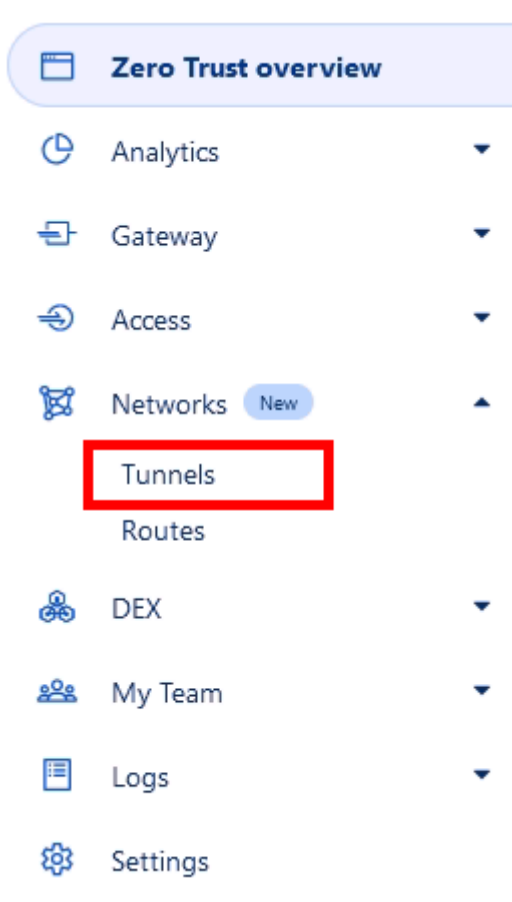 Zero Trust overview
Analytics
Gateway
Access
Networks New
Tunnels
Routes
DEX
My Team
Logs
Settings